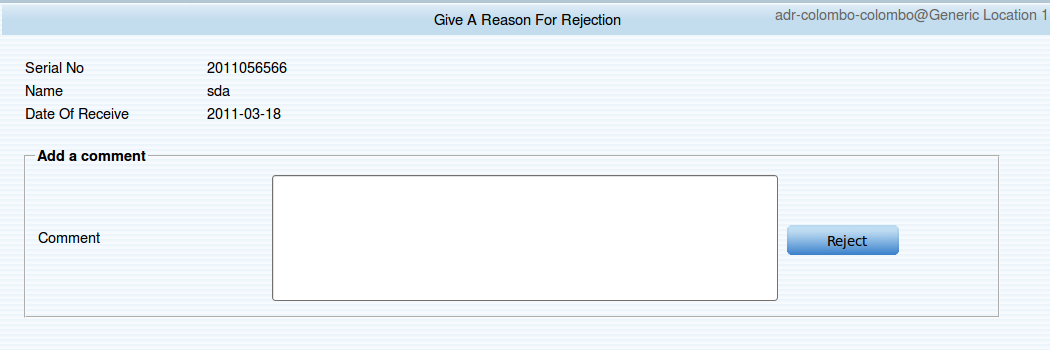 Give A Reason For Rejection
adr-colombo-colombo@Generic Location 1
Serial No 2011056566
Name sda
Date Of Receive 2011-03-18
Add a comment
Comment
Reject